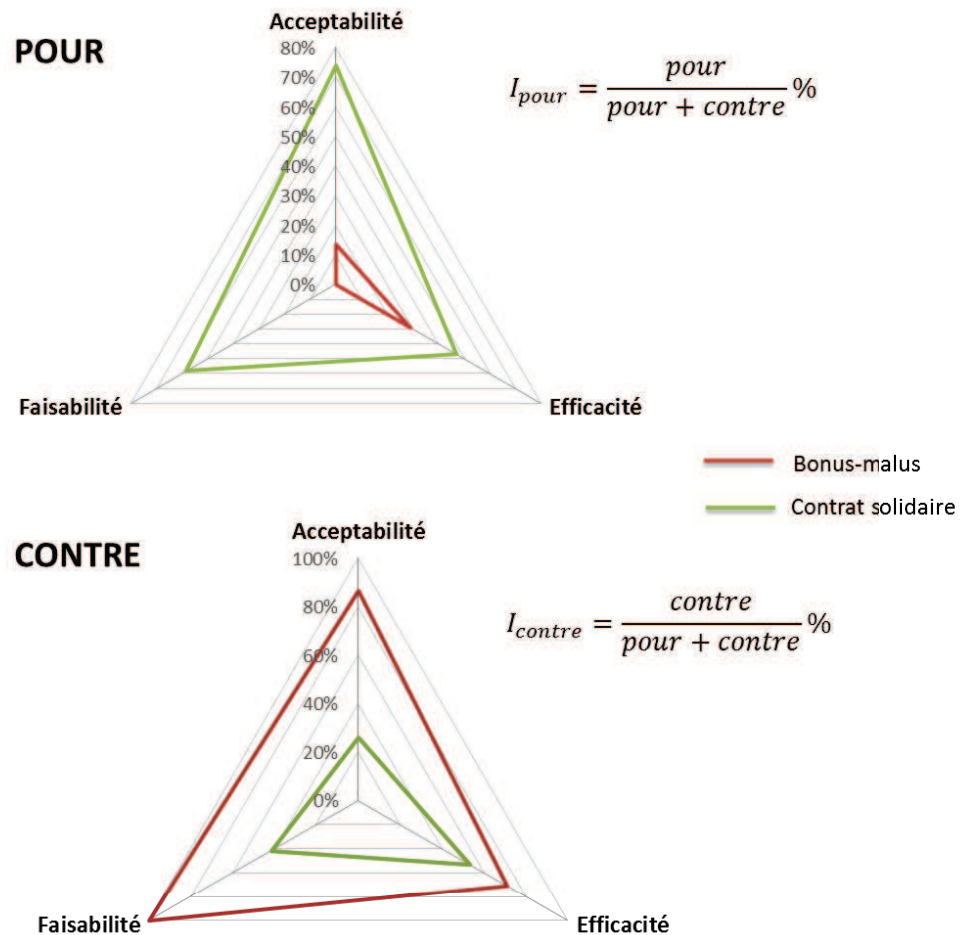 Acceptabilité
POUR
80%
70%
60%
50%
40%
30%
20%
10%
0%
I_pour = pour / (pour + contre) %
Faisabilité
Efficacité
Bonus-malus
Contrat solidaire
Acceptabilité
CONTRE
100%
80%
60%
40%
20%
0%
I_contre = contre / (pour + contre) %
Faisabilité
Efficacité